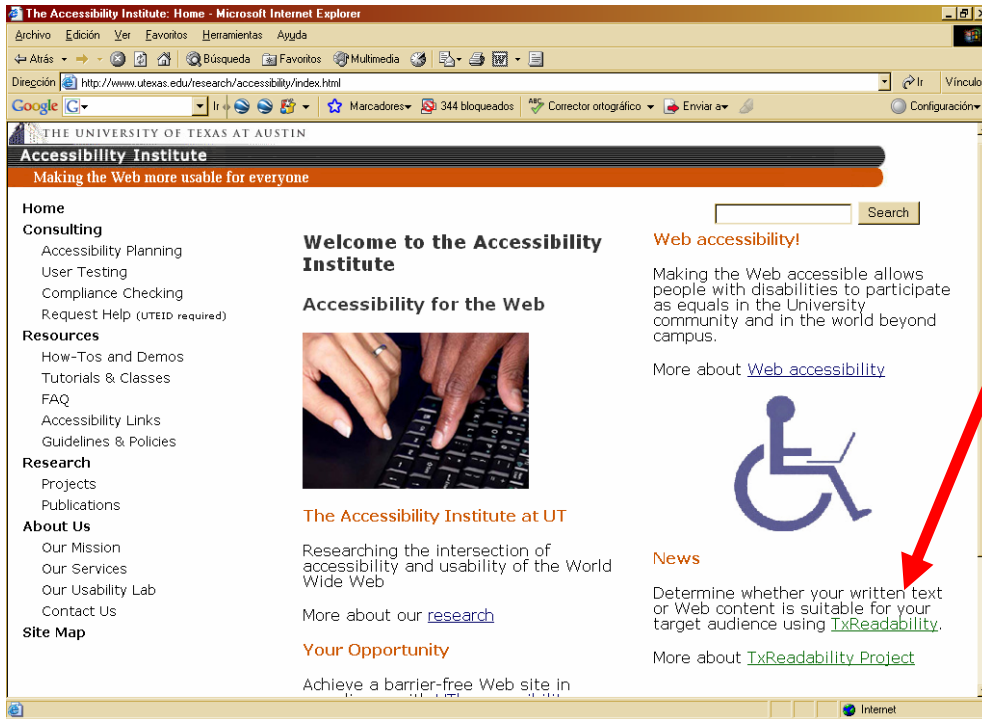 The Accessibility Institute: Home - Microsoft Internet Explorer
Archivo Edición Ver Favoritos Herramientas Ayuda
Atrás Búsqueda Favoritos Multimedia
Dirección http://www.utexas.edu/research/accessibility/index.html Ir Vínculo
Google G Ir Marcadores 344 bloqueados Corrector ortográfico Enviar a Configuración
THE UNIVERSITY OF TEXAS AT AUSTIN
Accessibility Institute
Making the Web more usable for everyone
Home
Consulting
Accessibility Planning
User Testing
Compliance Checking
Request Help (UTEID required)
Resources
How-Tos and Demos
Tutorials & Classes
FAQ
Accessibility Links
Guidelines & Policies
Research
Projects
Publications
About Us
Our Mission
Our Services
Our Usability Lab
Contact Us
Site Map
Welcome to the Accessibility
Institute
Accessibility for the Web
The Accessibility Institute at UT
Researching the intersection of
accessibility and usability of the World
Wide Web
More about our research
Your Opportunity
Achieve a barrier-free Web site in
Search
Web accessibility!
Making the Web accessible allows
people with disabilities to participate
as equals in the University
community and in the world beyond
campus.
More about Web accessibility
News
Determine whether your written text
or Web content is suitable for your
target audience using TxReadability.
More about TxReadability Project
Internet